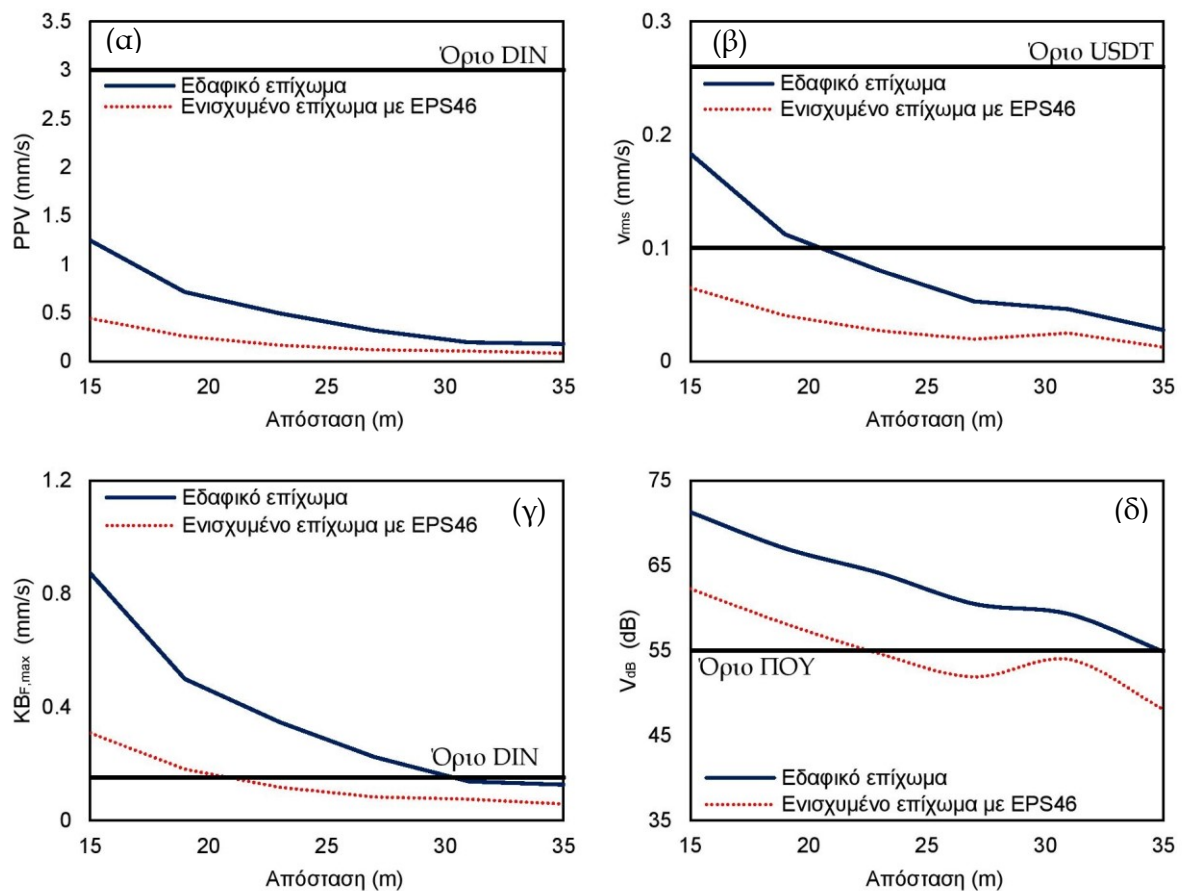 (α)
Όριο DIN
Εδαφικό επίχωμα
Ενισχυμένο επίχωμα με EPS46
PPV (mm/s)
3.5
3
2.5
2
1.5
1
0.5
0
15
20
25
30
35
Απόσταση (m)
(β)
Όριο USDT
Εδαφικό επίχωμα
Ενισχυμένο επίχωμα με EPS46
vrms (mm/s)
0.3
0.2
0.1
0
15
20
25
30
35
Απόσταση (m)
Εδαφικό επίχωμα
Ενισχυμένο επίχωμα με EPS46
(γ)
Όριο DIN
KBF,max (mm/s)
1.2
0.8
0.4
0
15
20
25
30
35
Απόσταση (m)
(δ)
Όριο ΠΟΥ
Εδαφικό επίχωμα
Ενισχυμένο επίχωμα με EPS46
VdB (dB)
75
65
55
45
35
15
20
25
30
35
Απόσταση (m)